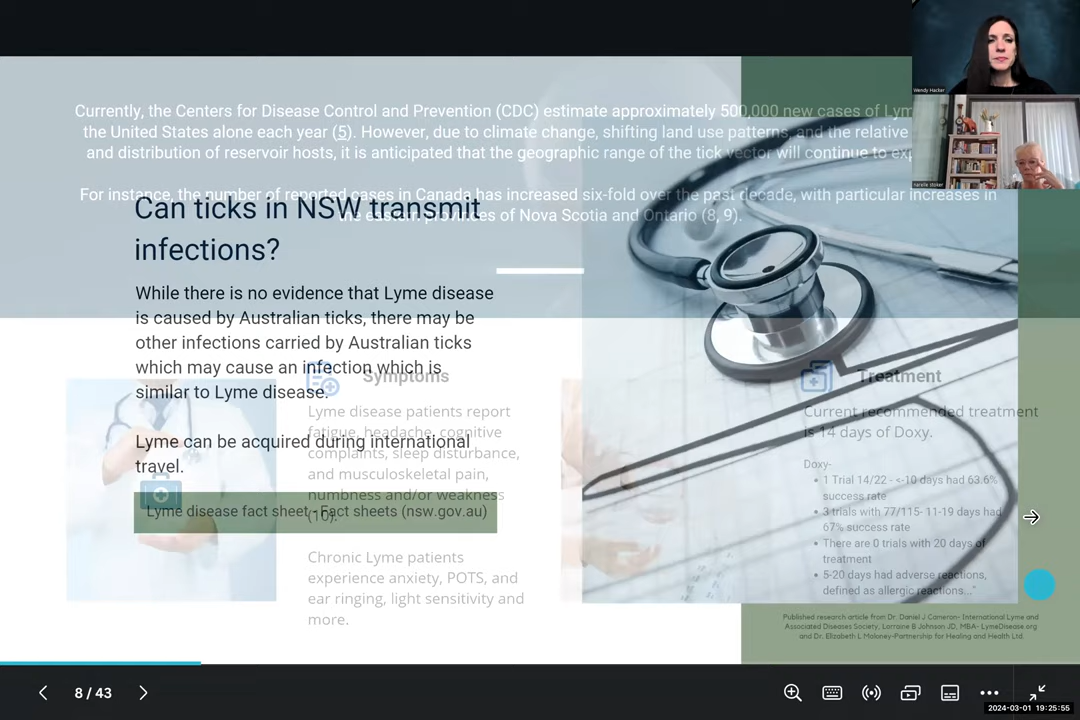 Currently, the Centers for Disease Control and Prevention (CDC) estimate approximately 500,000 new cases of Lym
the United States alone each year (5). However, due to climate change, shifting land use patterns, and the relative
and distribution of reservoir hosts, it is anticipated that the geographic range of the tick vector will continue to exp
For instance, the number of reported cases in Canada has increased six-fold over the past decade, with particular increases in
the eastern provinces of Nova Scotia and Ontario (8, 9).
Can ticks in NSW transmit
infections?
While there is no evidence that Lyme disease
is caused by Australian ticks, there may be
other infections carried by Australian ticks
which may cause an infection which is
similar to Lyme disease.
Lyme can be acquired during international
travel.
Lyme disease fact sheet - Fact sheets (nsw.gov.au)
Symptoms
Lyme disease patients report
fatigue, headache, cognitive
complaints, sleep disturbance,
and musculoskeletal pain,
numbness and/or weakness
(10).
Chronic Lyme patients
experience anxiety, POTS, and
ear ringing, light sensitivity and
more.
Treatment
Current recommended treatment
is 14 days of Doxy.
Doxy-
1 Trial 14/22 - <-10 days had 63.6%
success rate
3 trials with 77/115- 11-19 days had
67% success rate
There are 0 trials with 20 days of
treatment
5-20 days had adverse reactions,
defined as allergic reactions..."
Published research article from Dr. Daniel J Cameron- International Lyme and
Associated Diseases Society, Lorraine B Johnson JD, MBA- LymeDisease.org
and Dr. Elizabeth L Maloney-Partnership for Healing and Health Ltd.
Wendy Hacker
narelle stoker
8 / 43
2024-03-01 19:25:55